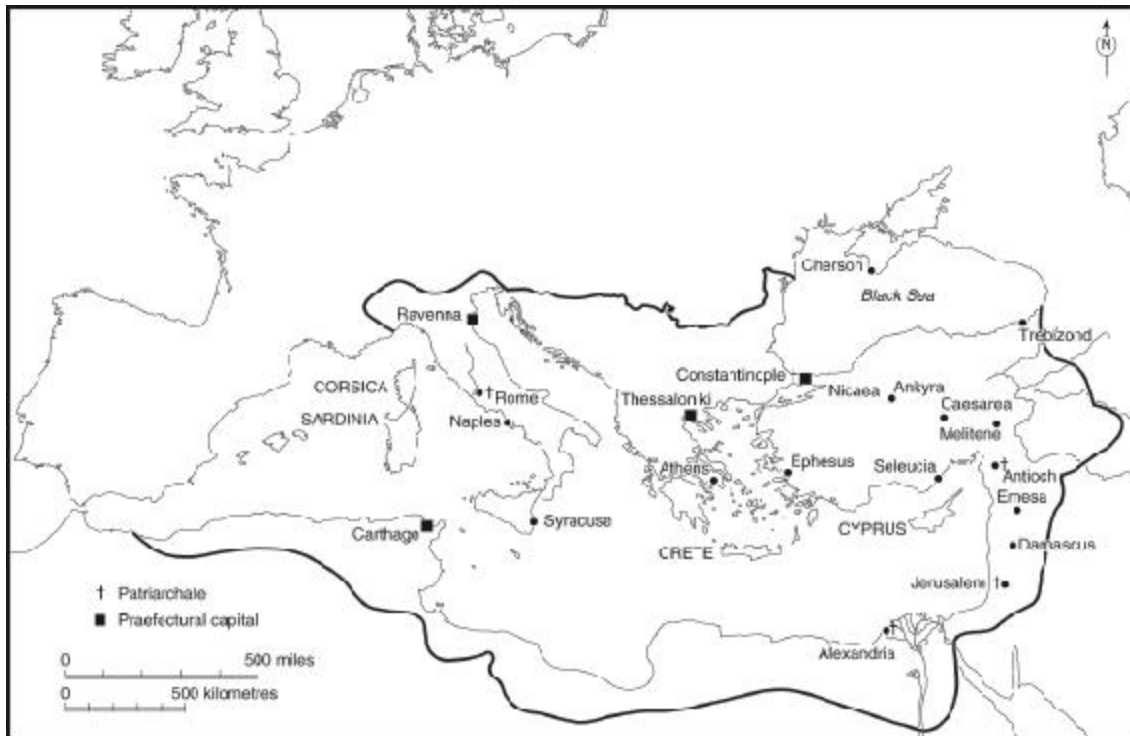 N
Cherson
Black Sea
Ravenna
Trebizond
Constantinople
Nicaea
Ankyra
CORSICA
Thessaloniki
Caesarea
Rome
SARDINIA
Naples
Melitene
Athens
Ephesus
Seleucia
Antioch
Emesa
Syracuse
CYPRUS
Carthage
CRETE
Damascus
Jerusalem
† Patriarchate
■ Praefectural capital
Alexandria
0 500 miles
0 500 kilometres